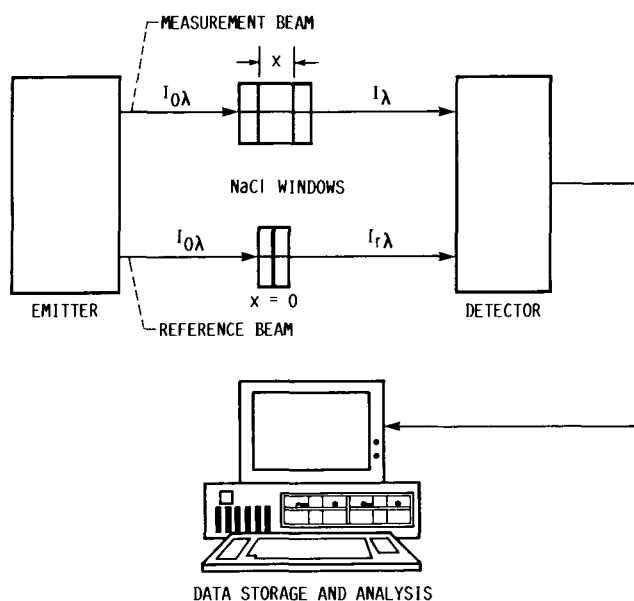 MEASUREMENT BEAM
x
I0λ
Iλ
NaCl WINDOWS
I0λ
Irλ
x = 0
EMITTER
DETECTOR
REFERENCE BEAM
DATA STORAGE AND ANALYSIS